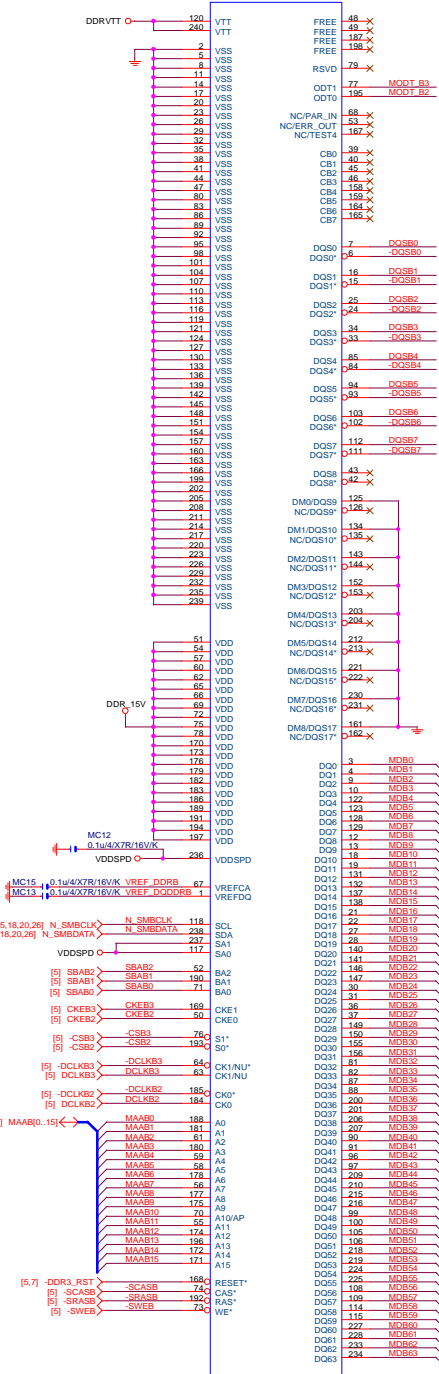 DDRVTT 120 VTT
240 VTT
2 VSS
5 VSS
8 VSS
11 VSS
14 VSS
17 VSS
20 VSS
23 VSS
26 VSS
29 VSS
32 VSS
35 VSS
38 VSS
41 VSS
44 VSS
47 VSS
80 VSS
83 VSS
86 VSS
89 VSS
92 VSS
95 VSS
98 VSS
101 VSS
104 VSS
107 VSS
110 VSS
113 VSS
116 VSS
119 VSS
121 VSS
124 VSS
127 VSS
130 VSS
133 VSS
136 VSS
139 VSS
142 VSS
145 VSS
148 VSS
151 VSS
154 VSS
157 VSS
160 VSS
163 VSS
166 VSS
199 VSS
202 VSS
205 VSS
208 VSS
211 VSS
214 VSS
217 VSS
220 VSS
223 VSS
226 VSS
229 VSS
232 VSS
235 VSS
239 VSS
51 VDD
54 VDD
57 VDD
60 VDD
62 VDD
65 VDD
66 VDD
69 VDD
DDR_15V
72 VDD
75 VDD
78 VDD
170 VDD
173 VDD
176 VDD
179 VDD
182 VDD
183 VDD
186 VDD
189 VDD
191 VDD
194 VDD
197 VDD
MC12
0.1u/4/X7R/16V/K
VDDSPD 236 VDDSPD
MC15 0.1u/4/X7R/16V/K VREF_DDRB 67 VREFCA
MC13 0.1u/4/X7R/16V/K VREF_DQDDRB 1 VREFDQ
5,18,20,26] N_SMBCLK N_SMBCLK 118 SCL
18,20,26] N_SMBDATA N_SMBDATA 238 SDA
237 SA1
VDDSPD 117 SA0
[5] SBAB2 SBAB2 52 BA2
[5] SBAB1 SBAB1 190 BA1
[5] SBAB0 SBAB0 71 BA0
[5] CKEB3 CKEB3 169 CKE1
[5] CKEB2 CKEB2 50 CKE0
[5] -CSB3 -CSB3 76 S1*
[5] -CSB2 -CSB2 193 S0*
[5] -DCLKB3 -DCLKB3 64 CK1/NU*
[5] DCLKB3 DCLKB3 63 CK1/NU
[5] -DCLKB2 -DCLKB2 185 CK0*
[5] DCLKB2 DCLKB2 184 CK0
] MAAB[0..15] MAAB0 188 A0
MAAB1 181 A1
MAAB2 61 A2
MAAB3 180 A3
MAAB4 59 A4
MAAB5 58 A5
MAAB6 178 A6
MAAB7 56 A7
MAAB8 177 A8
MAAB9 175 A9
MAAB10 70 A10/AP
MAAB11 55 A11
MAAB12 174 A12
MAAB13 196 A13
MAAB14 172 A14
MAAB15 171 A15
[5,7] -DDR3_RST 168 RESET*
[5] -SCASB -SCASB 74 CAS*
[5] -SRASB -SRASB 192 RAS*
[5] -SWEB -SWEB 73 WE*
FREE 48
FREE 49
FREE 187
FREE 198
RSVD 79
ODT1 77 MODT_B3
ODT0 195 MODT_B2
NC/PAR_IN 68
NC/ERR_OUT 53
NC/TEST4 167
CB0 39
CB1 40
CB2 45
CB3 46
CB4 158
CB5 159
CB6 164
CB7 165
DQS0 7 DQSB0
DQS0* 6 -DQSB0
DQS1 16 DQSB1
DQS1* 15 -DQSB1
DQS2 25 DQSB2
DQS2* 24 -DQSB2
DQS3 34 DQSB3
DQS3* 33 -DQSB3
DQS4 85 DQSB4
DQS4* 84 -DQSB4
DQS5 94 DQSB5
DQS5* 93 -DQSB5
DQS6 103 DQSB6
DQS6* 102 -DQSB6
DQS7 112 DQSB7
DQS7* 111 -DQSB7
DQS8 43
DQS8* 42
DM0/DQS9 125
NC/DQS9* 126
DM1/DQS10 134
NC/DQS10* 135
DM2/DQS11 143
NC/DQS11* 144
DM3/DQS12 152
NC/DQS12* 153
DM4/DQS13 203
NC/DQS13* 204
DM5/DQS14 212
NC/DQS14* 213
DM6/DQS15 221
NC/DQS15* 222
DM7/DQS16 230
NC/DQS16* 231
DM8/DQS17 161
NC/DQS17* 162
DQ0 3 MDB0
DQ1 4 MDB1
DQ2 9 MDB2
DQ3 10 MDB3
DQ4 122 MDB4
DQ5 123 MDB5
DQ6 128 MDB6
DQ7 129 MDB7
DQ8 12 MDB8
DQ9 13 MDB9
DQ10 18 MDB10
DQ11 19 MDB11
DQ12 131 MDB12
DQ13 132 MDB13
DQ14 137 MDB14
DQ15 138 MDB15
DQ16 21 MDB16
DQ17 22 MDB17
DQ18 27 MDB18
DQ19 28 MDB19
DQ20 140 MDB20
DQ21 141 MDB21
DQ22 146 MDB22
DQ23 147 MDB23
DQ24 30 MDB24
DQ25 31 MDB25
DQ26 36 MDB26
DQ27 37 MDB27
DQ28 149 MDB28
DQ29 150 MDB29
DQ30 155 MDB30
DQ31 156 MDB31
DQ32 81 MDB32
DQ33 82 MDB33
DQ34 87 MDB34
DQ35 88 MDB35
DQ36 200 MDB36
DQ37 201 MDB37
DQ38 206 MDB38
DQ39 207 MDB39
DQ40 90 MDB40
DQ41 91 MDB41
DQ42 96 MDB42
DQ43 97 MDB43
DQ44 209 MDB44
DQ45 210 MDB45
DQ46 215 MDB46
DQ47 216 MDB47
DQ48 99 MDB48
DQ49 100 MDB49
DQ50 105 MDB50
DQ51 106 MDB51
DQ52 218 MDB52
DQ53 219 MDB53
DQ54 224 MDB54
DQ55 225 MDB55
DQ56 108 MDB56
DQ57 109 MDB57
DQ58 114 MDB58
DQ59 115 MDB59
DQ60 227 MDB60
DQ61 228 MDB61
DQ62 233 MDB62
DQ63 234 MDB63